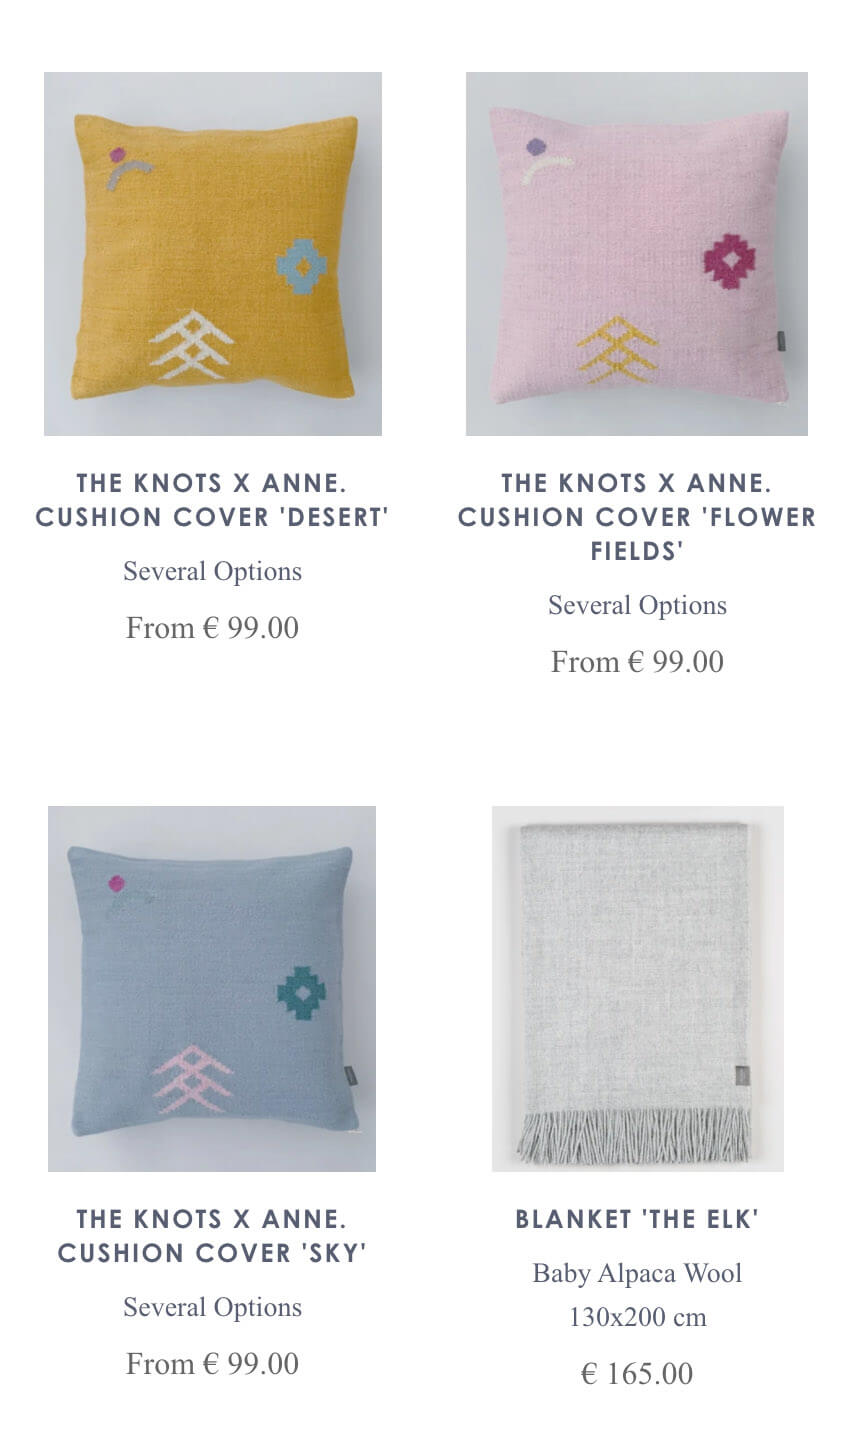 THE KNOTS X ANNE.
CUSHION COVER 'DESERT'
Several Options
From € 99.00
THE KNOTS X ANNE.
CUSHION COVER 'FLOWER
FIELDS'
Several Options
From € 99.00
THE KNOTS X ANNE.
CUSHION COVER 'SKY'
Several Options
From € 99.00
BLANKET 'THE ELK'
Baby Alpaca Wool
130x200 cm
€ 165.00